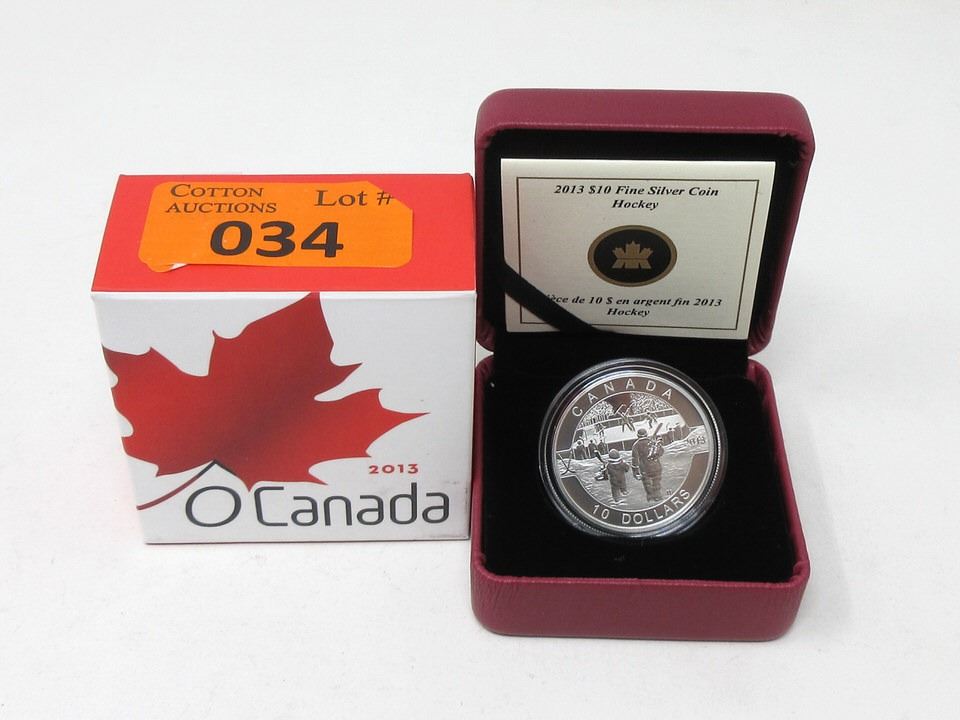 COTTON AUCTIONS
Lot #
034
2013
O Canada
2013 $10 Fine Silver Coin
Hockey
ièce de 10 $ en argent fin 2013
Hockey
CANADA
2013
10 DOLLARS